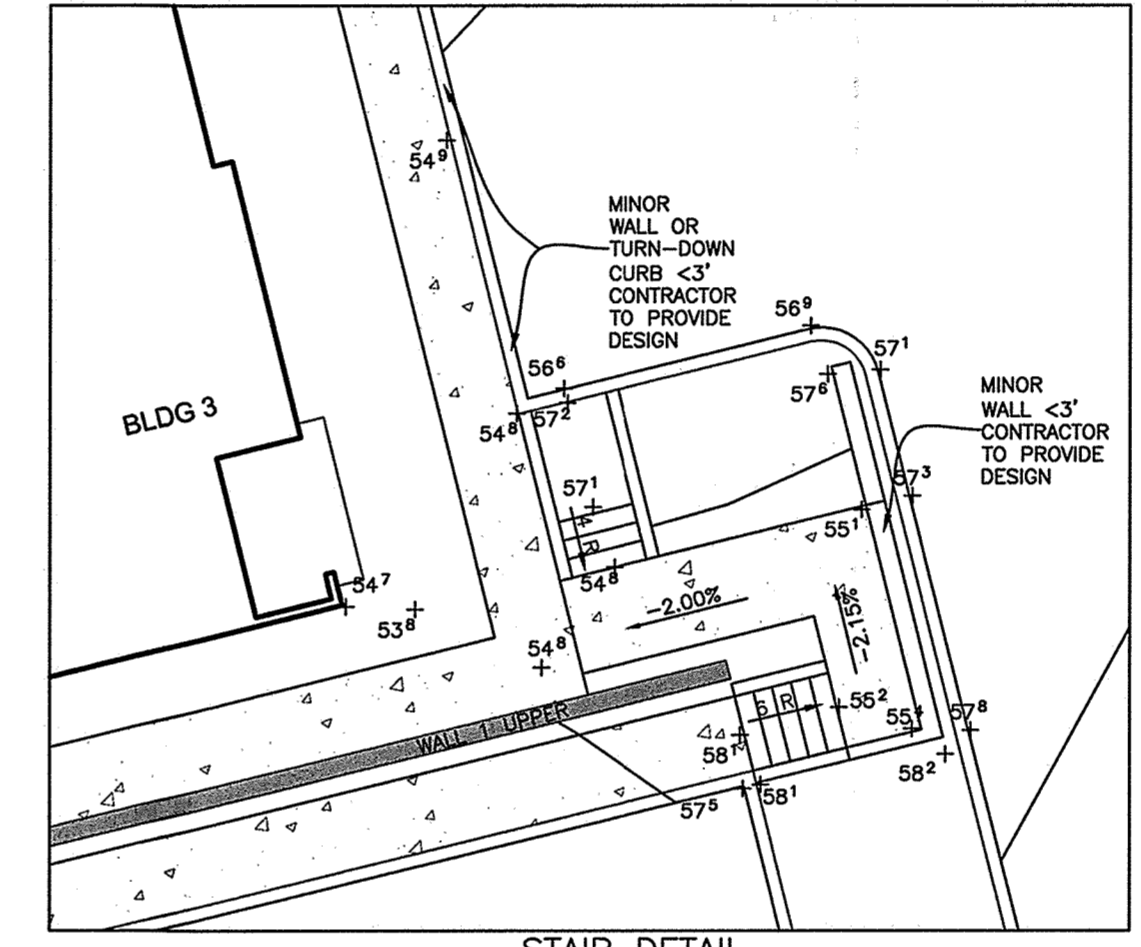 54⁹
MINOR
WALL OR
TURN-DOWN
CURB <3'
CONTRACTOR
TO PROVIDE
DESIGN
56⁹
57¹
56⁶
57⁶
MINOR
WALL <3'
CONTRACTOR
TO PROVIDE
DESIGN
BLDG 3
54⁸
57²
57¹
57³
4 R
55¹
54⁷
54⁸
-2.00%
-2.15%
53⁸
54⁸
6 R
55²
55⁴
57⁸
WALL 1 UPPER
58¹
58²
57⁵
58¹
STAIR DETAIL